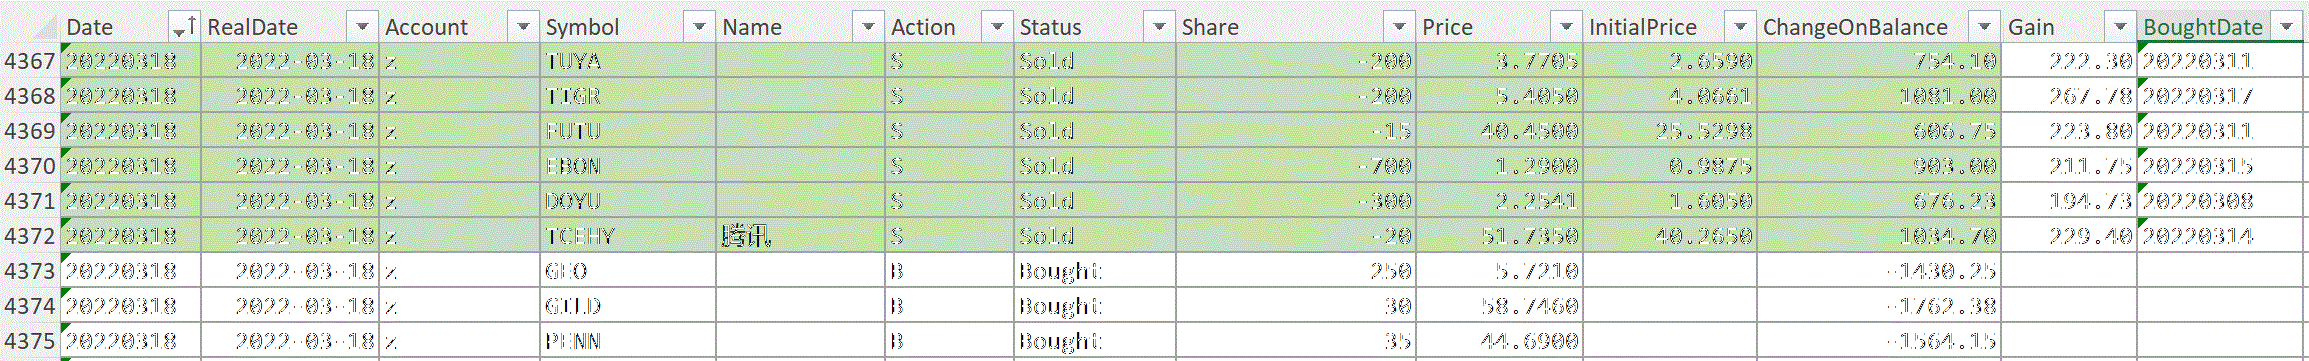 Date RealDate Account Symbol Name Action Status Share Price InitialPrice ChangeOnBalance Gain BoughtDate
4367 20220318 2022-03-18 z TUYA S Sold -200 3.7705 2.6590 754.10 222.30 20220311
4368 20220318 2022-03-18 z TIGR S Sold -200 5.4050 4.0661 1081.00 267.78 20220317
4369 20220318 2022-03-18 z FUTU S Sold -15 40.4500 25.5298 606.75 223.80 20220311
4370 20220318 2022-03-18 z EBON S Sold -700 1.2900 0.9875 903.00 211.75 20220315
4371 20220318 2022-03-18 z DOYU S Sold -300 2.2541 1.6050 676.23 194.73 20220308
4372 20220318 2022-03-18 z TCEHY 腾讯 S Sold -20 51.7350 40.2650 1034.70 229.40 20220314
4373 20220318 2022-03-18 z GEO B Bought 250 5.7210 -1430.25
4374 20220318 2022-03-18 z GILD B Bought 30 58.7460 -1762.38
4375 20220318 2022-03-18 z PENN B Bought 35 44.6900 -1564.15